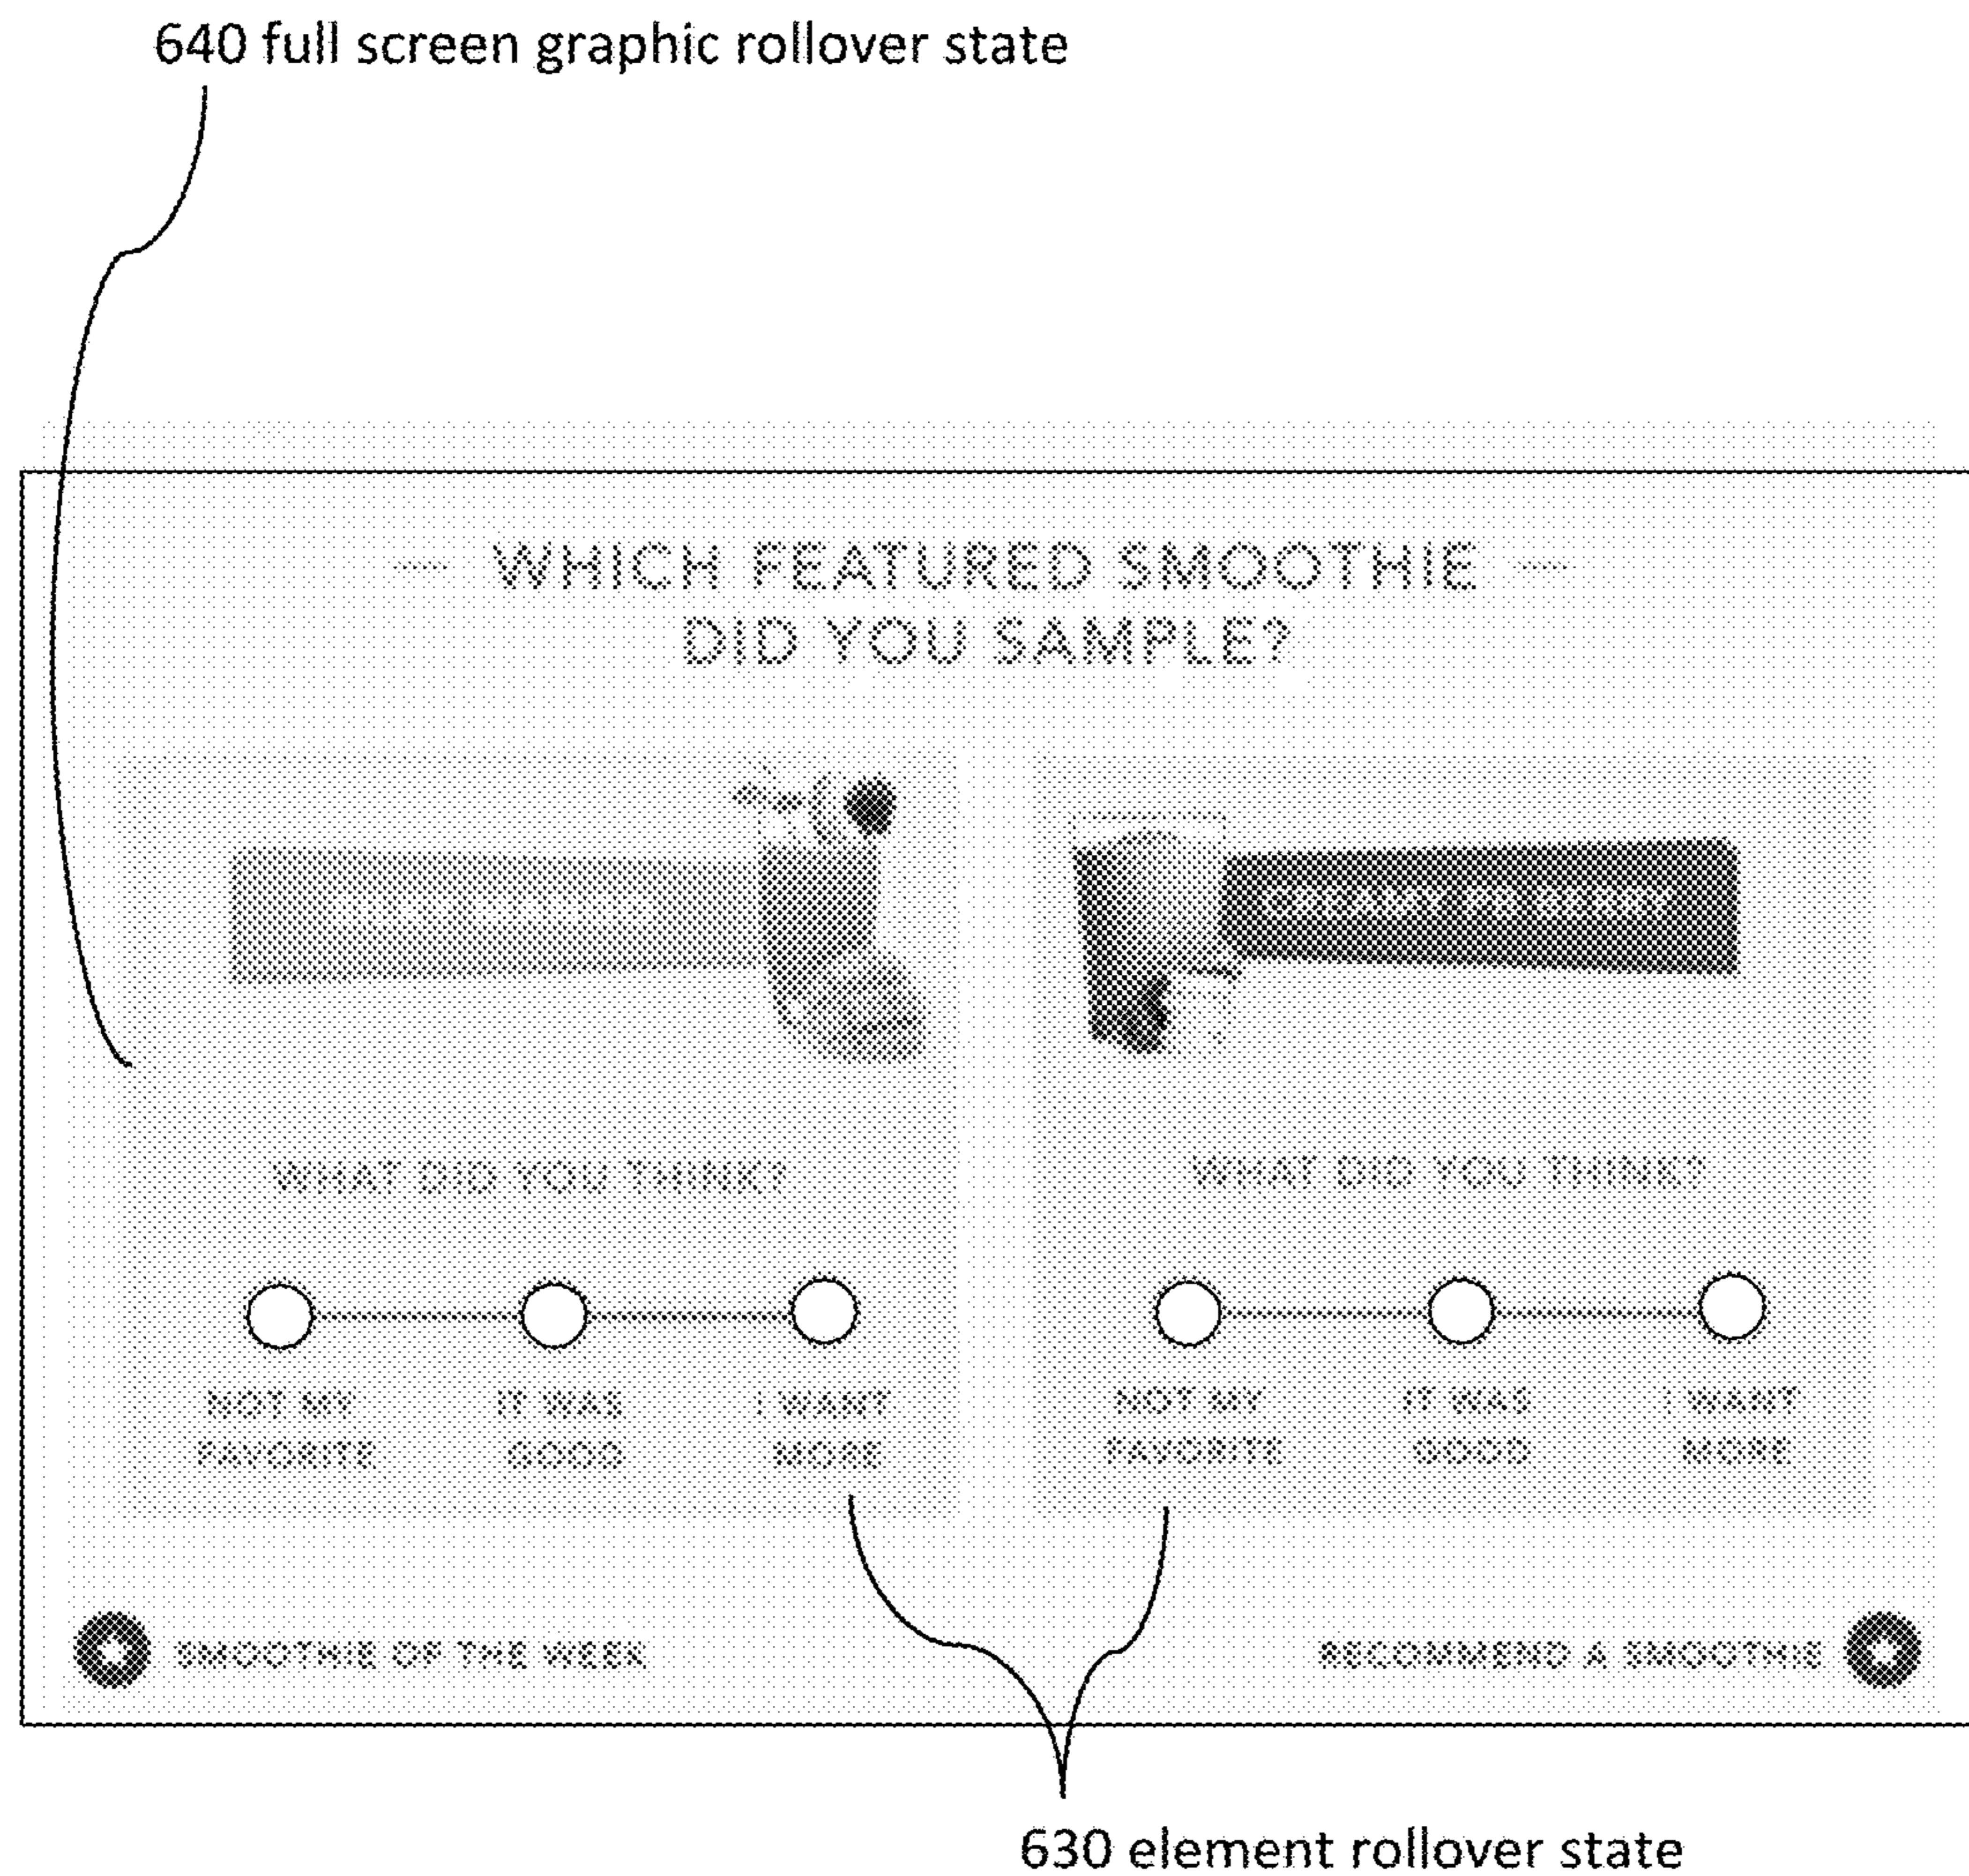 640 full screen graphic rollover state
WHICH FEATURED SMOOTHIE
DID YOU SAMPLE?
WHAT DID YOU THINK?
NOT MY
FAVORITE
IT WAS
GOOD
I WANT
MORE
WHAT DID YOU THINK?
NOT MY
FAVORITE
IT WAS
GOOD
I WANT
MORE
SMOOTHIE OF THE WEEK
RECOMMEND A SMOOTHIE
630 element rollover state